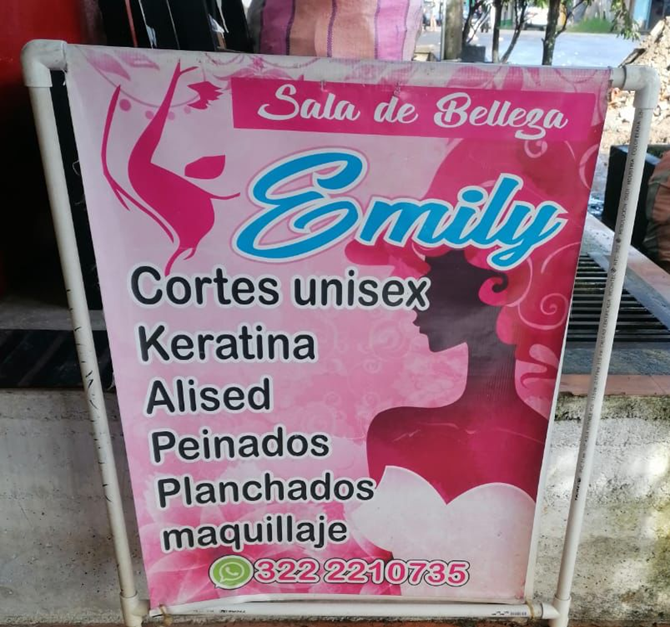 Sala de Belleza
Emily
Cortes unisex
Keratina
Alised
Peinados
Planchados
maquillaje
322 2210735